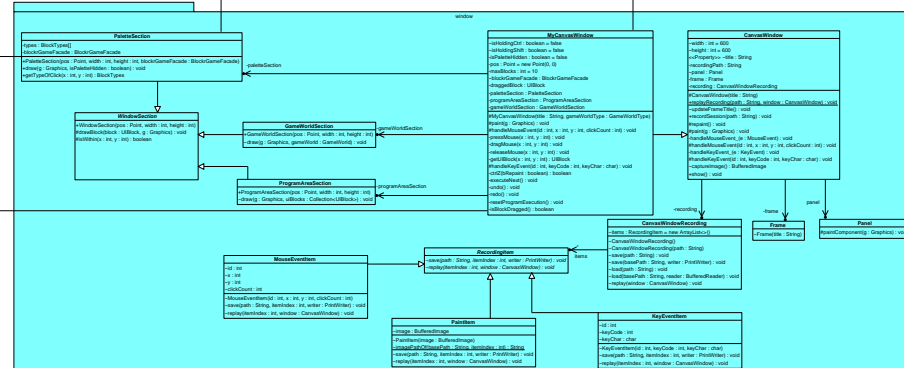 window
PaletteSection
-types : BlockTypes[]
-blockrGameFacade : BlockrGameFacade
+PaletteSection(pos : Point, width : int, height : int, blockrGameFacade : BlockrGameFacade)
+draw(g : Graphics, isPaletteHidden : boolean) : void
+getTypeOfClick(x : int, y : int) : BlockTypes
WindowSection
+WindowSection(pos : Point, width : int, height : int)
#drawBlock(block : UIBlock, g : Graphics) : void
#isWithin(x : int, y : int) : boolean
GameWorldSection
+GameWorldSection(pos : Point, width : int, height : int)
~draw(g : Graphics, gameWorld : GameWorld) : void
ProgramAreaSection
+ProgramAreaSection(pos : Point, width : int, height : int)
~draw(g : Graphics, uiBlocks : Collection<UIBlock>) : void
-paletteSection
-gameWorldSection
-programAreaSection
MyCanvasWindow
-isHoldingCtrl : boolean = false
-isHoldingShift : boolean = false
-isPaletteHidden : boolean = false
-pos : Point = new Point(0, 0)
-maxBlocks : int = 10
-blockrGameFacade : BlockrGameFacade
-draggedBlock : UIBlock
-paletteSection : PaletteSection
-programAreaSection : ProgramAreaSection
-gameWorldSection : GameWorldSection
#MyCanvasWindow(title : String, gameWorldType : GameWorldType)
#paint(g : Graphics) : void
#handleMouseEvent(id : int, x : int, y : int, clickCount : int) : void
-pressMouse(x : int, y : int) : void
-dragMouse(x : int, y : int) : void
-releaseMouse(x : int, y : int) : void
-getUIBlock(x : int, y : int) : UIBlock
#handleKeyEvent(id : int, keyCode : int, keyChar : char) : void
-ctrlZ(bRepaint : boolean) : boolean
-executeNext() : void
-undo() : void
-redo() : void
-resetProgramExecution() : void
-isBlockDragged() : boolean
CanvasWindow
~width : int = 600
~height : int = 600
<<Property>> ~title : String
-recordingPath : String
-panel : Panel
-frame : Frame
-recording : CanvasWindowRecording
#CanvasWindow(title : String)
+replayRecording(path : String, window : CanvasWindow) : void
-updateFrameTitle() : void
+recordSession(path : String) : void
#repaint() : void
#paint(g : Graphics) : void
-handleMouseEvent_(e : MouseEvent) : void
#handleMouseEvent(id : int, x : int, y : int, clickCount : int) : void
-handleKeyEvent_(e : KeyEvent) : void
#handleKeyEvent(id : int, keyCode : int, keyChar : char) : void
~captureImage() : BufferedImage
+show() : void
-recording
-frame
panel
CanvasWindowRecording
~items : RecordingItem = new ArrayList<>()
~CanvasWindowRecording()
~CanvasWindowRecording(path : String)
~save(path : String) : void
~save(basePath : String, writer : PrintWriter) : void
~load(path : String) : void
~load(basePath : String, reader : BufferedReader) : void
~replay(window : CanvasWindow) : void
Frame
~Frame(title : String)
Panel
#paintComponent(g : Graphics) : void
items
RecordingItem
~save(path : String, itemIndex : int, writer : PrintWriter) : void
~replay(itemIndex : int, window : CanvasWindow) : void
MouseEventItem
~id : int
~x : int
~y : int
~clickCount : int
~MouseEventItem(id : int, x : int, y : int, clickCount : int)
~save(path : String, itemIndex : int, writer : PrintWriter) : void
~replay(itemIndex : int, window : CanvasWindow) : void
PaintItem
~image : BufferedImage
~PaintItem(image : BufferedImage)
~imagePathOf(basePath : String, itemIndex : int) : String
~save(path : String, itemIndex : int, writer : PrintWriter) : void
~replay(itemIndex : int, window : CanvasWindow) : void
KeyEventItem
~id : int
~keyCode : int
~keyChar : char
~KeyEventItem(id : int, keyCode : int, keyChar : char)
~save(path : String, itemIndex : int, writer : PrintWriter) : void
~replay(itemIndex : int, window : CanvasWindow) : void